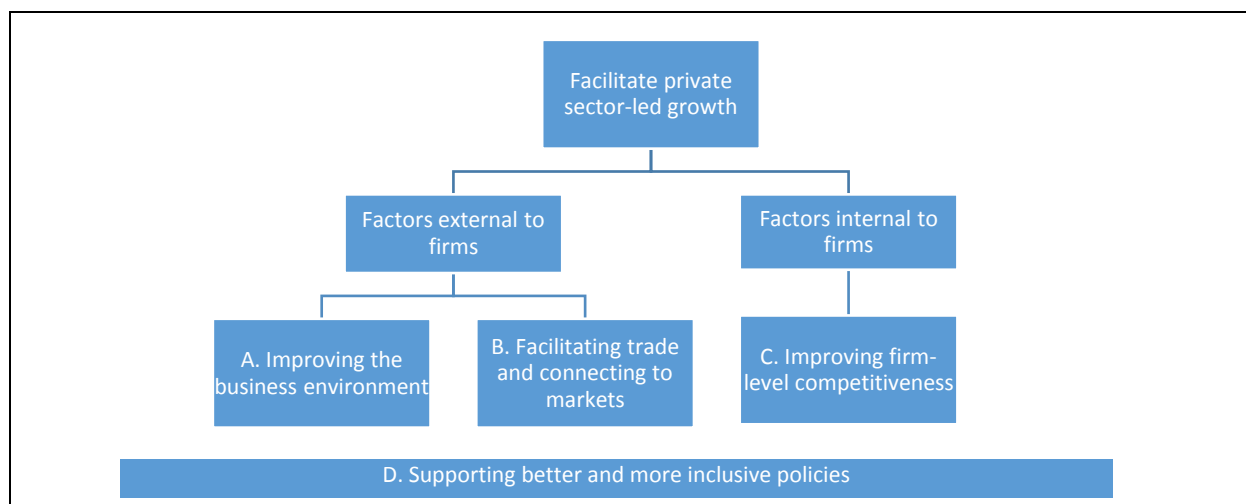 Facilitate private
sector-led growth
Factors external to
firms
Factors internal to
firms
A. Improving the
business environment
B. Facilitating trade
and connecting to
markets
C. Improving firm-
level competitiveness
D. Supporting better and more inclusive policies